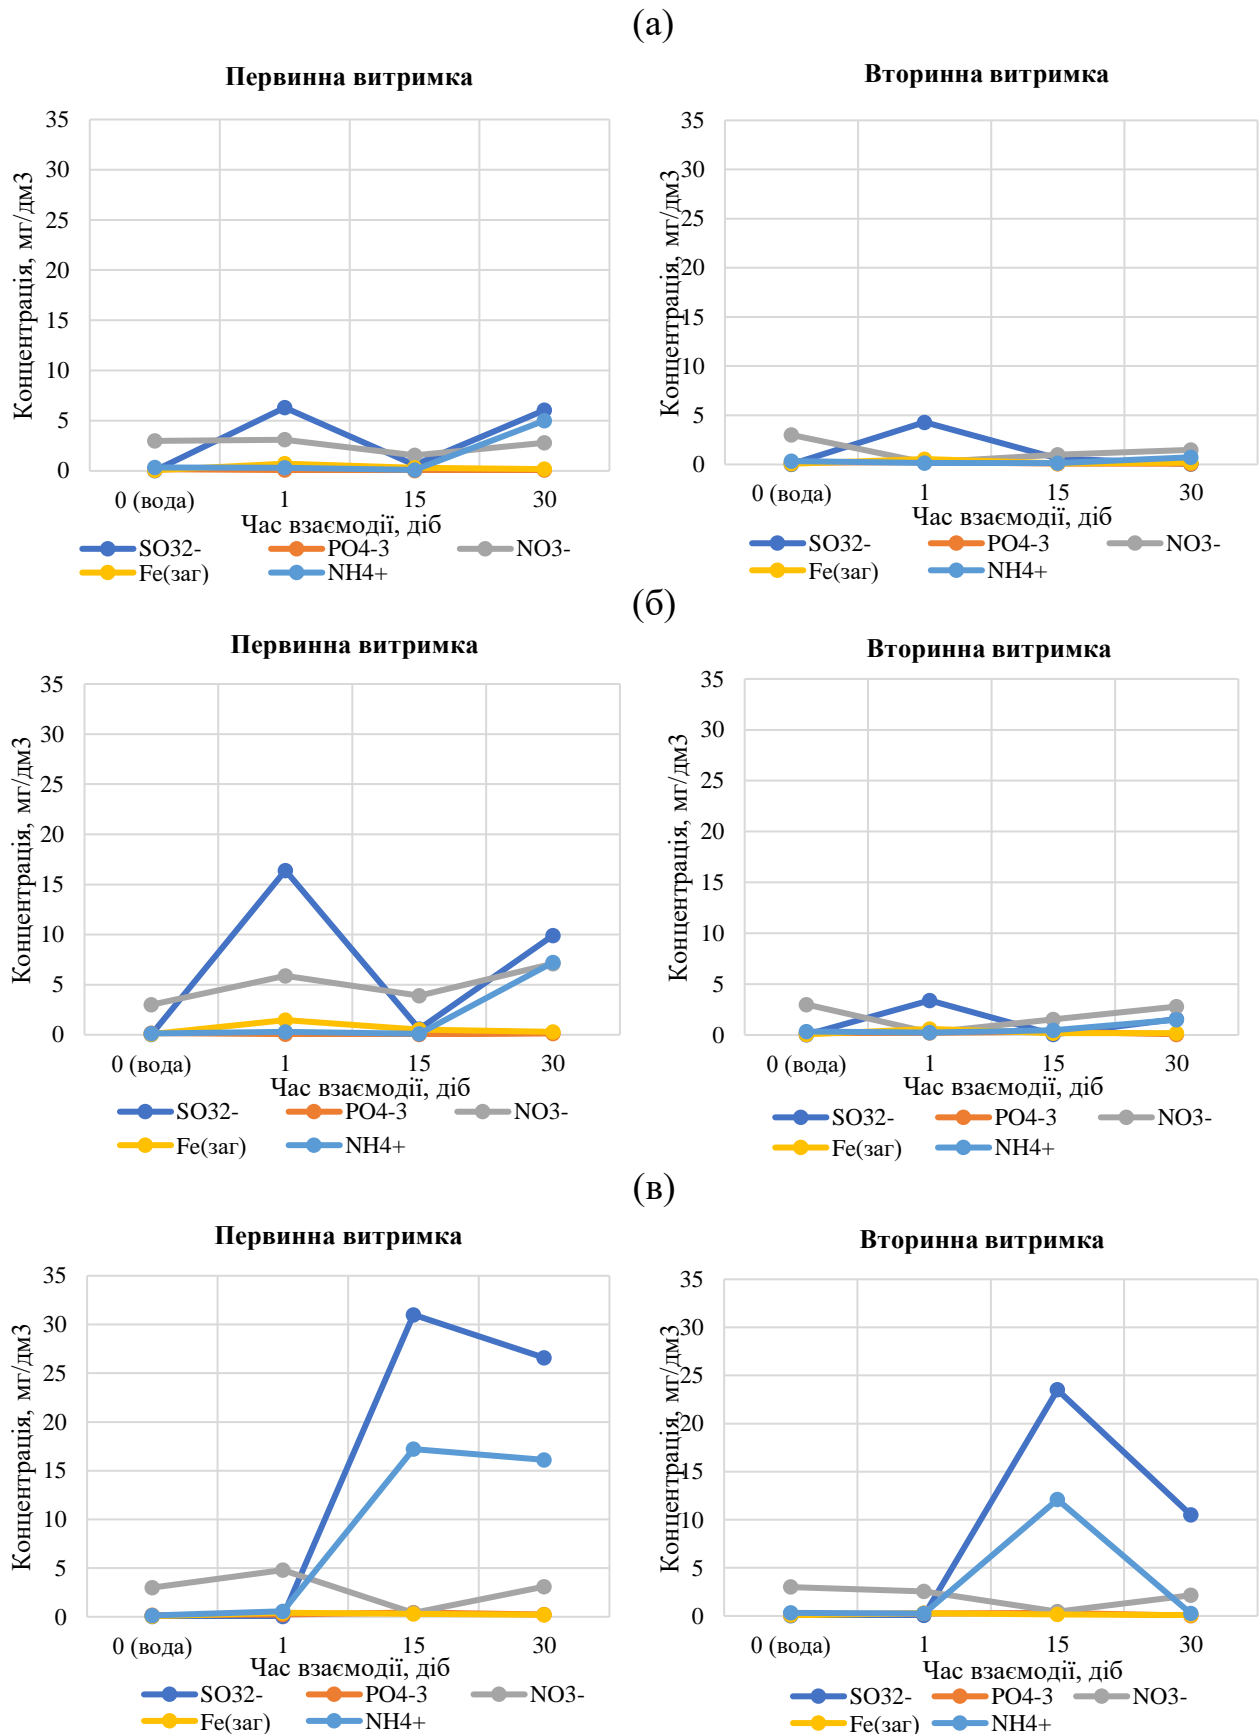 (а)
Первинна витримка
35
30
25
20
15
10
5
0
Концентрація, мг/дм3
0 (вода) 1 15 30
Час взаємодії, діб
SO32- PO4-3 NO3-
Fe(заг) NH4+
Вторинна витримка
35
30
25
20
15
10
5
0
Концентрація, мг/дм3
0 (вода) 1 15 30
Час взаємодії, діб
SO32- PO4-3 NO3-
Fe(заг) NH4+
(б)
Первинна витримка
35
30
25
20
15
10
5
0
Концентрація, мг/дм3
0 (вода) 1 15 30
Час взаємодії, діб
SO32- PO4-3 NO3-
Fe(заг) NH4+
Вторинна витримка
35
30
25
20
15
10
5
0
Концентрація, мг/дм3
0 (вода) 1 15 30
Час взаємодії, діб
SO32- PO4-3 NO3-
Fe(заг) NH4+
(в)
Первинна витримка
35
30
25
20
15
10
5
0
Концентрація, мг/дм3
0 (вода) 1 15 30
Час взаємодії, діб
SO32- PO4-3 NO3-
Fe(заг) NH4+
Вторинна витримка
35
30
25
20
15
10
5
0
Концентрація, мг/дм3
0 (вода) 1 15 30
Час взаємодії, діб
SO32- PO4-3 NO3-
Fe(заг) NH4+